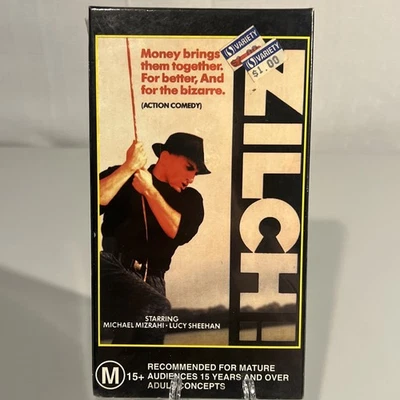 Money brings
them together.
For better, And
for the bizarre.
(ACTION COMEDY)
VARIETY
VARIETY
$1.00
ZILCH!
STARRING
MICHAEL MIZRAHI • LUCY SHEEHAN
M 15+
RECOMMENDED FOR MATURE
AUDIENCES 15 YEARS AND OVER
ADULT CONCEPTS